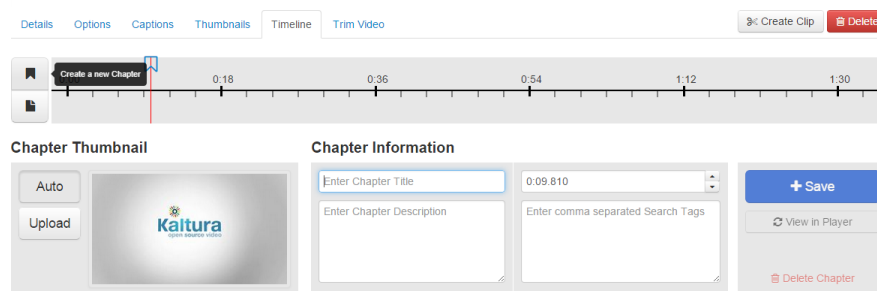 Details Options Captions Thumbnails Timeline Trim Video Create Clip Delete
Create a new Chapter 0:18 0:36 0:54 1:12 1:30
Chapter Thumbnail Chapter Information
Auto Enter Chapter Title 0:09.810 Save
Upload Kaltura Enter Chapter Description Enter comma separated Search Tags View in Player
open source video
Delete Chapter